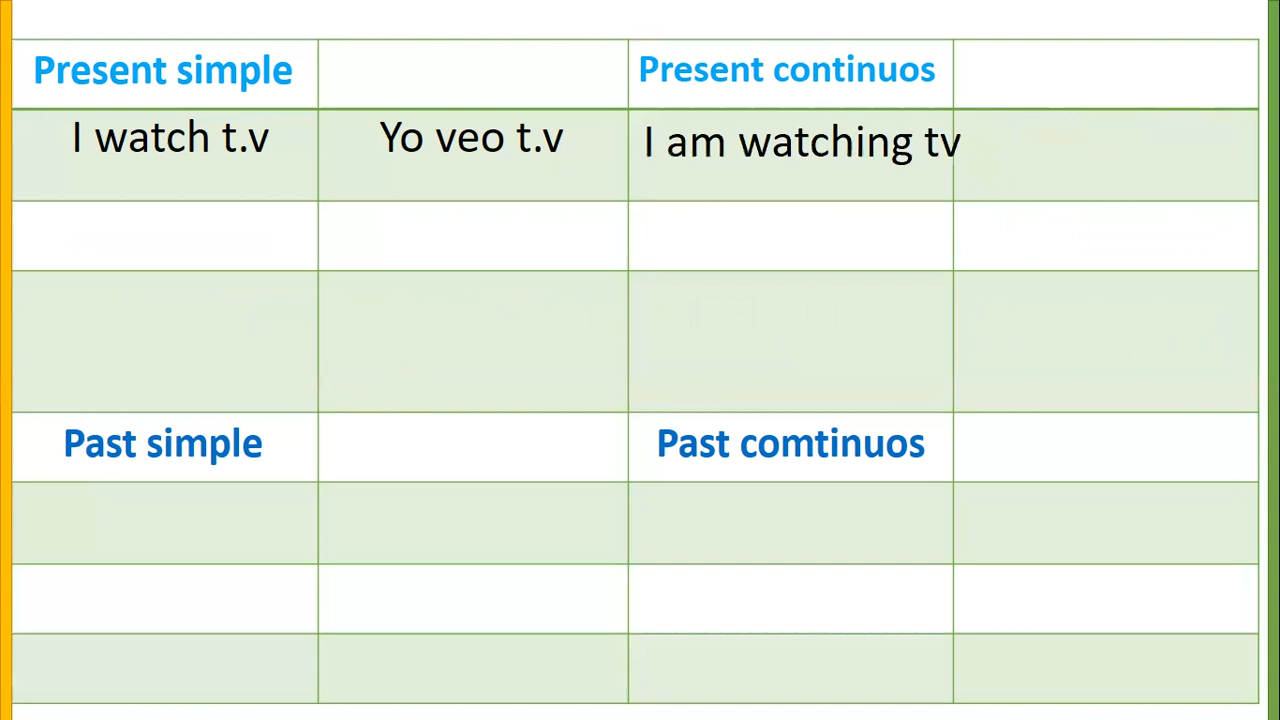 Present simple
Present continuos
I watch t.v
Yo veo t.v
I am watching tv
Past simple
Past comtinuos